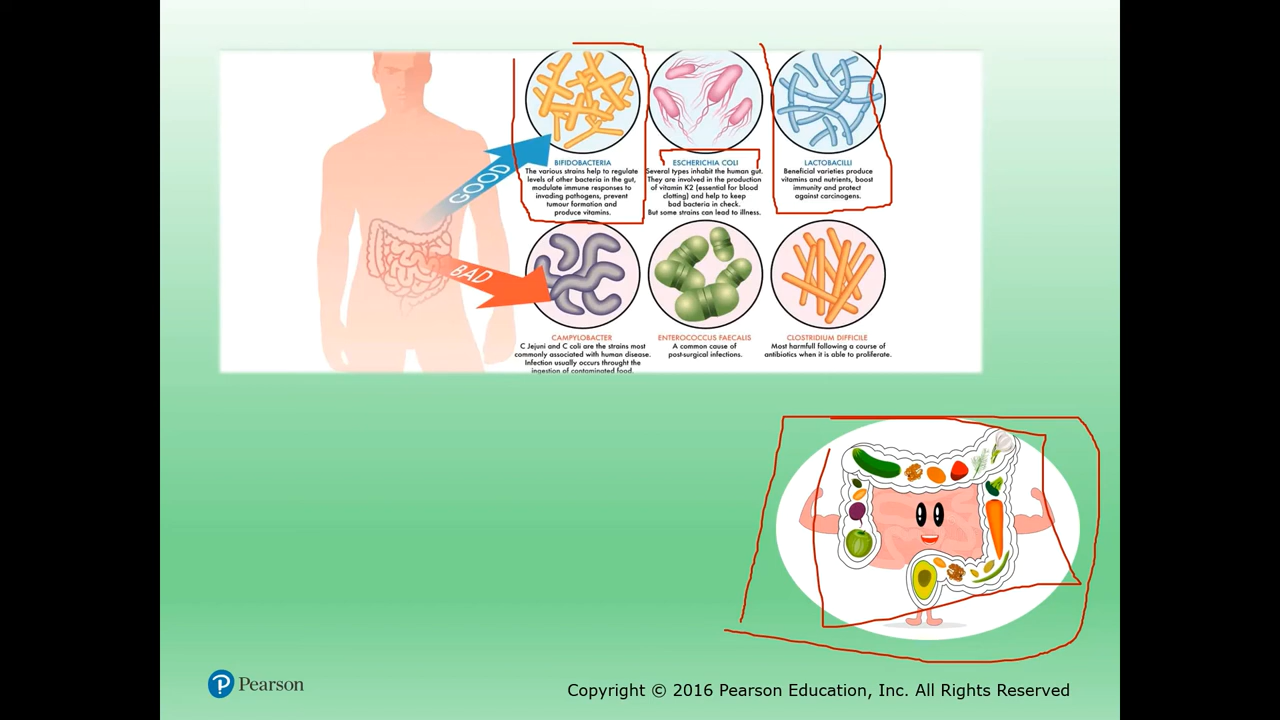 GOOD
BAD
BIFIDOBACTERIA
The various strains help to regulate
levels of other bacteria in the gut,
modulate immune responses to
invading pathogens, prevent
tumour formation and
produce vitamins.
ESCHERICHIA COLI
Several types inhabit the human gut.
They are involved in the production
of vitamin K2 (essential for blood
clotting) and help to keep
bad bacteria in check.
But some strains can lead to illness.
LACTOBACILLI
Beneficial varieties produce
vitamins and nutrients, boost
immunity and protect
against carcinogens.
CAMPYLOBACTER
C Jejuni and C coli are the strains most
commonly associated with human disease.
Infection usually occurs throught the
ingestion of contaminated food.
ENTEROCOCCUS FAECALIS
A common cause of
post-surgical infections.
CLOSTRIDIUM DIFFICILE
Most harmfull following a course of
antibiotics when it is able to proliferate.
P Pearson
Copyright © 2016 Pearson Education, Inc. All Rights Reserved